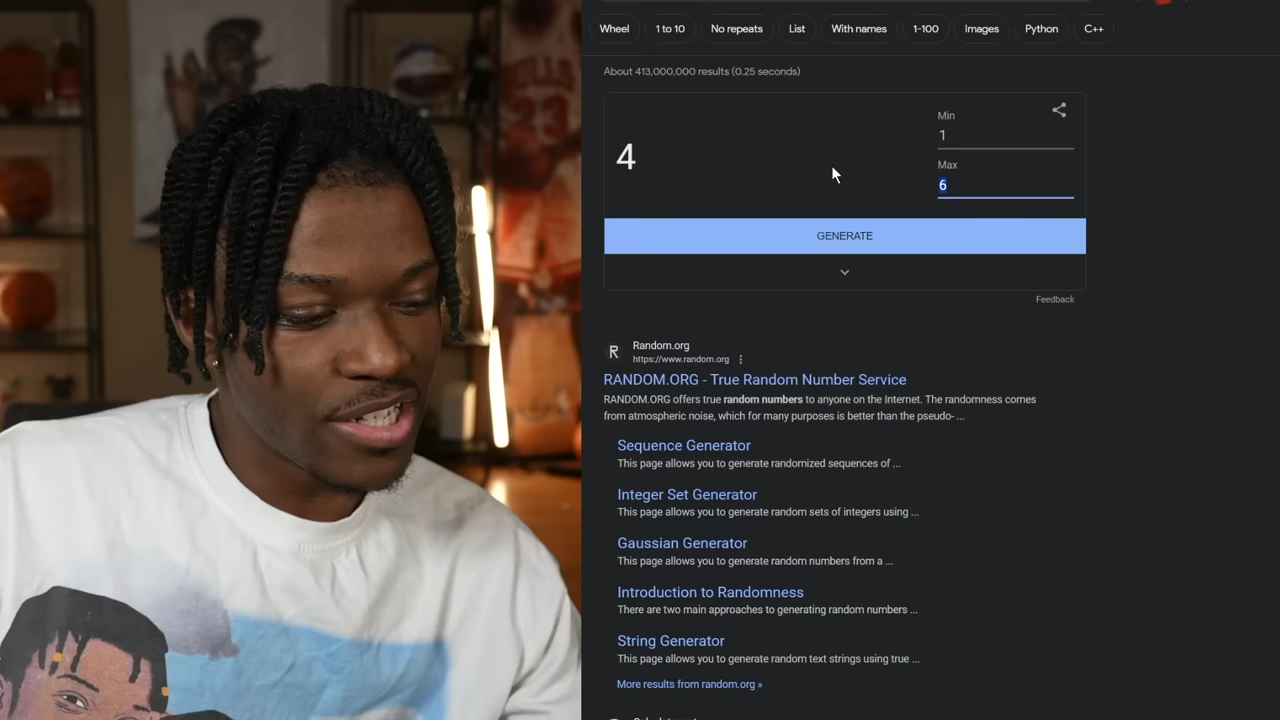 Wheel
1 to 10
No repeats
List
With names
1-100
Images
Python
C++
About 413,000,000 results (0.25 seconds)
4
Min
1
Max
6
GENERATE
Feedback
R
Random.org
https://www.random.org
RANDOM.ORG - True Random Number Service
RANDOM.ORG offers true random numbers to anyone on the Internet. The randomness comes
from atmospheric noise, which for many purposes is better than the pseudo- ...
Sequence Generator
This page allows you to generate randomized sequences of ...
Integer Set Generator
This page allows you to generate random sets of integers using ...
Gaussian Generator
This page allows you to generate random numbers from a ...
Introduction to Randomness
There are two main approaches to generating random numbers ...
String Generator
This page allows you to generate random text strings using true ...
More results from random.org »
BULLS
23